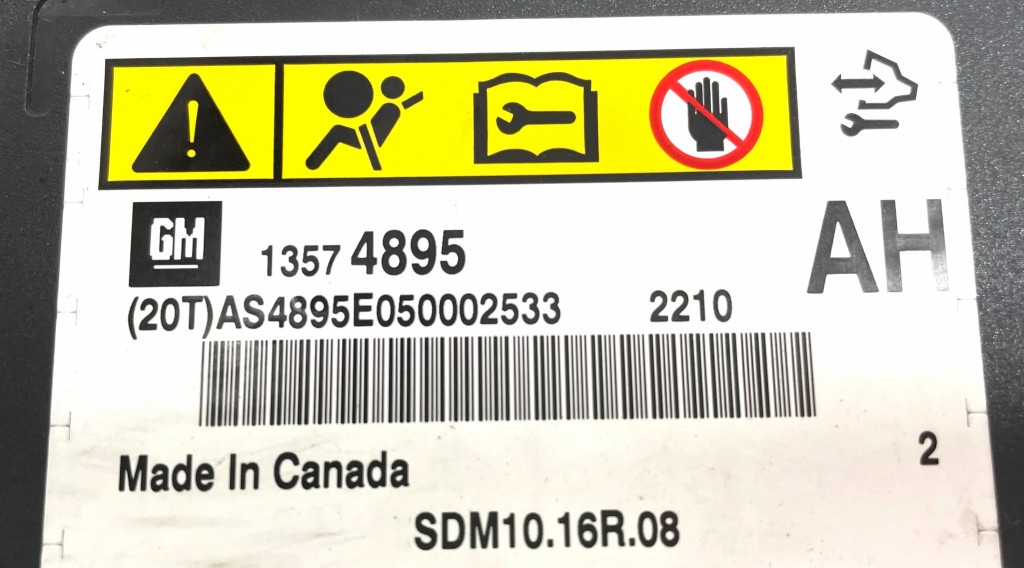 GM 1357 4895 AH
(20T)AS4895E050002533 2210
2
Made In Canada
SDM10.16R.08